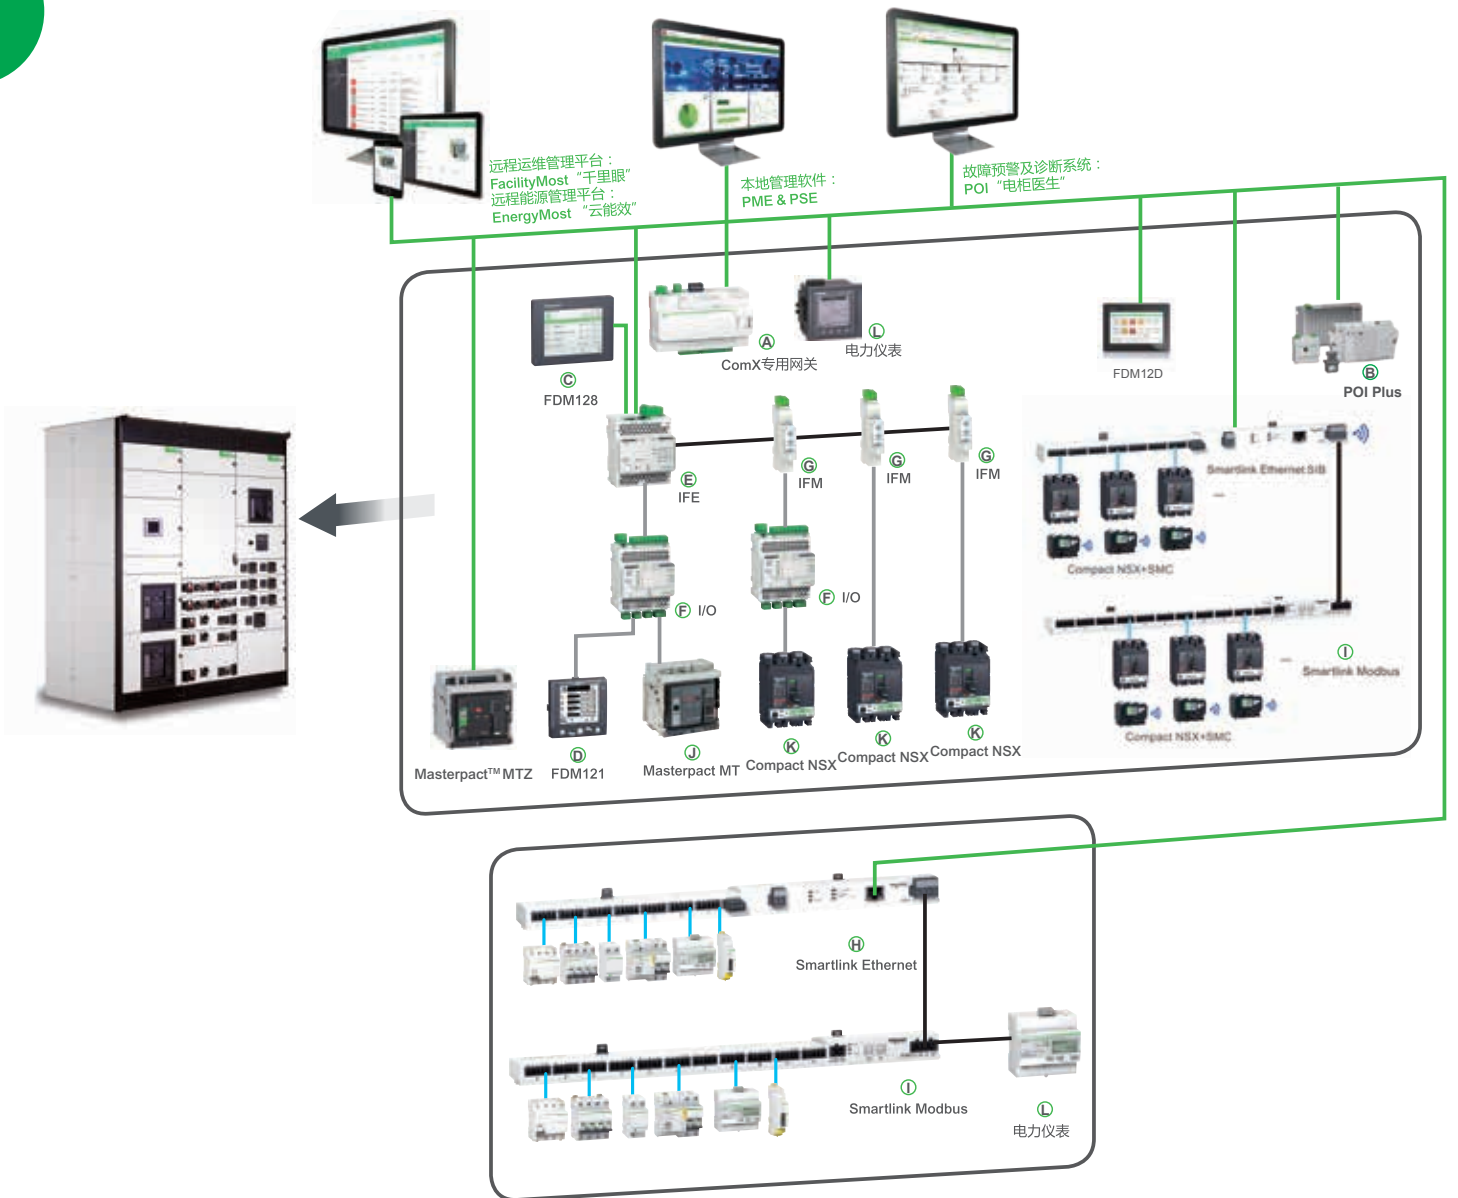 远程运维管理平台：
FacilityMost “千里眼”
远程能源管理平台：
EnergyMost “云能效”
本地管理软件：
PME & PSE
故障预警及诊断系统：
POI “电柜医生”
C
FDM128
A
ComX专用网关
L
电力仪表
FDM12D
B
POI Plus
E
IFE
G
IFM
G
IFM
G
IFM
Smartlink Ethernet SIB
Compact NSX+SMC
F I/O
F I/O
I
Smartlink Modbus
Compact NSX+SMC
Masterpact™ MTZ
D
FDM121
J
Masterpact MT
K
Compact NSX
K
Compact NSX
K
Compact NSX
H
Smartlink Ethernet
I
Smartlink Modbus
L
电力仪表